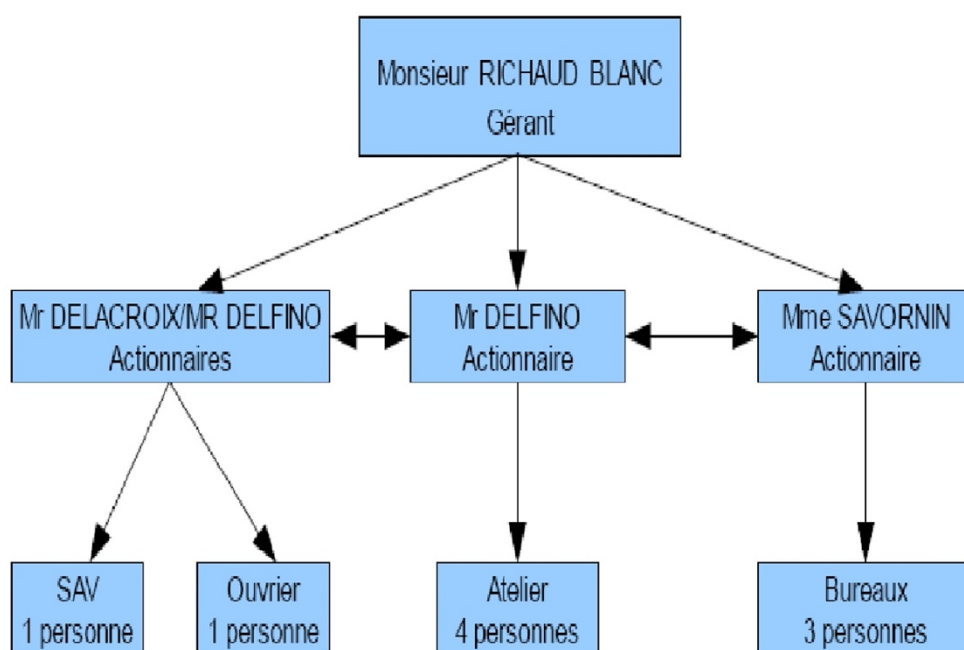 Monsieur RICHAUD BLANC
Gérant
Mr DELACROIX/MR DELFINO
Actionnaires
Mr DELFINO
Actionnaire
Mme SAVORNIN
Actionnaire
SAV
1 personne
Ouvrier
1 personne
Atelier
4 personnes
Bureaux
3 personnes